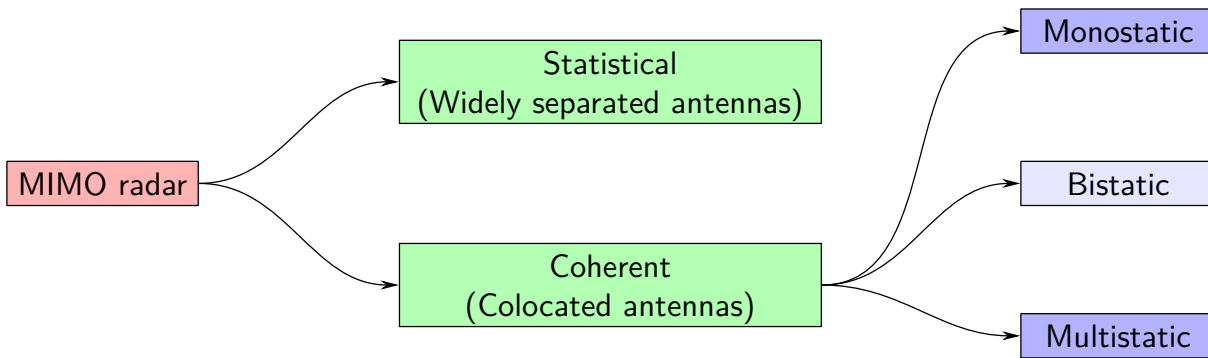 MIMO radar
Statistical
(Widely separated antennas)
Coherent
(Colocated antennas)
Monostatic
Bistatic
Multistatic